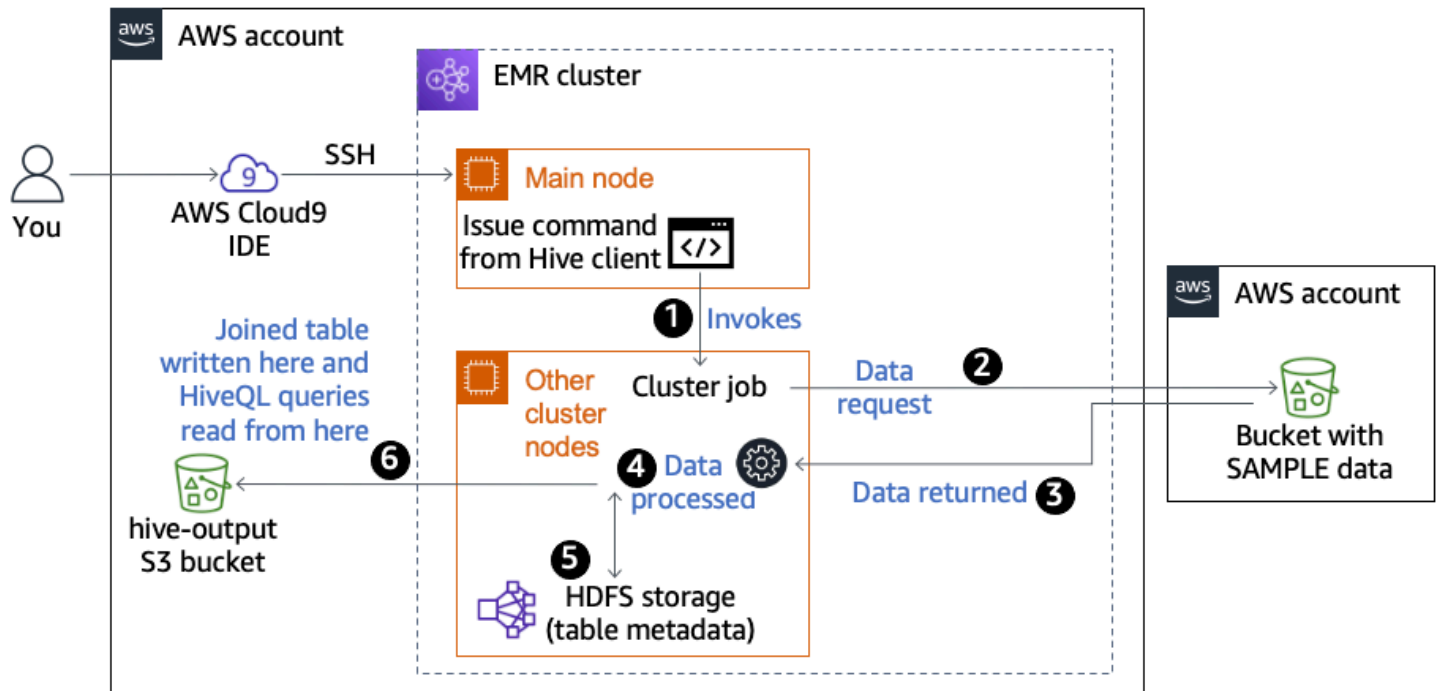 aws
AWS account
EMR cluster
You
9
AWS Cloud9
IDE
SSH
Main node
Issue command
from Hive client
</>
1 Invokes
Other
cluster
nodes
Cluster job
Data
request
2
aws
AWS account
Bucket with
SAMPLE data
Data returned 3
4 Data
processed
5
HDFS storage
(table metadata)
6
Joined table
written here and
HiveQL queries
read from here
hive-output
S3 bucket